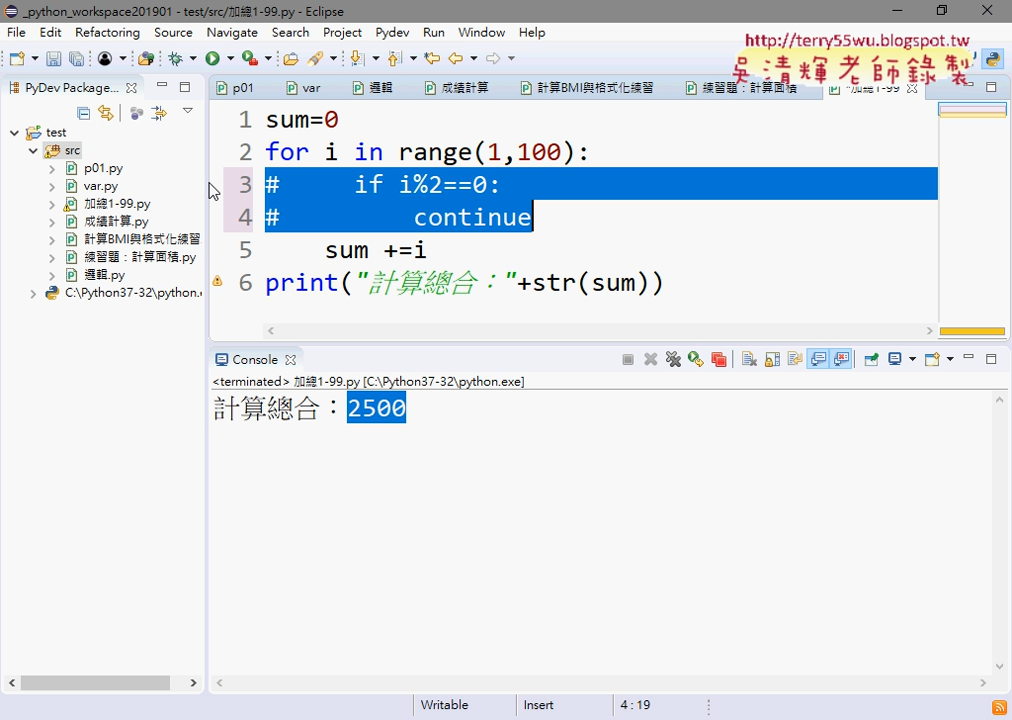 _python_workspace201901 - test/src/加總1-99.py - Eclipse
File Edit Refactoring Source Navigate Search Project Pydev Run Window Help
http://terry55wu.blogspot.tw
吳清輝老師錄製
PyDev Package...
p01 var 邏輯 成績計算 計算BMI與格式化練習 練習題：計算面積 *加總1-99
test
src
p01.py
var.py
加總1-99.py
成績計算.py
計算BMI與格式化練習
練習題：計算面積.py
邏輯.py
C:\Python37-32\python.
1 sum=0
2 for i in range(1,100):
3 #     if i%2==0:
4 #         continue
5     sum +=i
6 print("計算總合："+str(sum))
Console
<terminated> 加總1-99.py [C:\Python37-32\python.exe]
計算總合：2500
Writable Insert 4 : 19